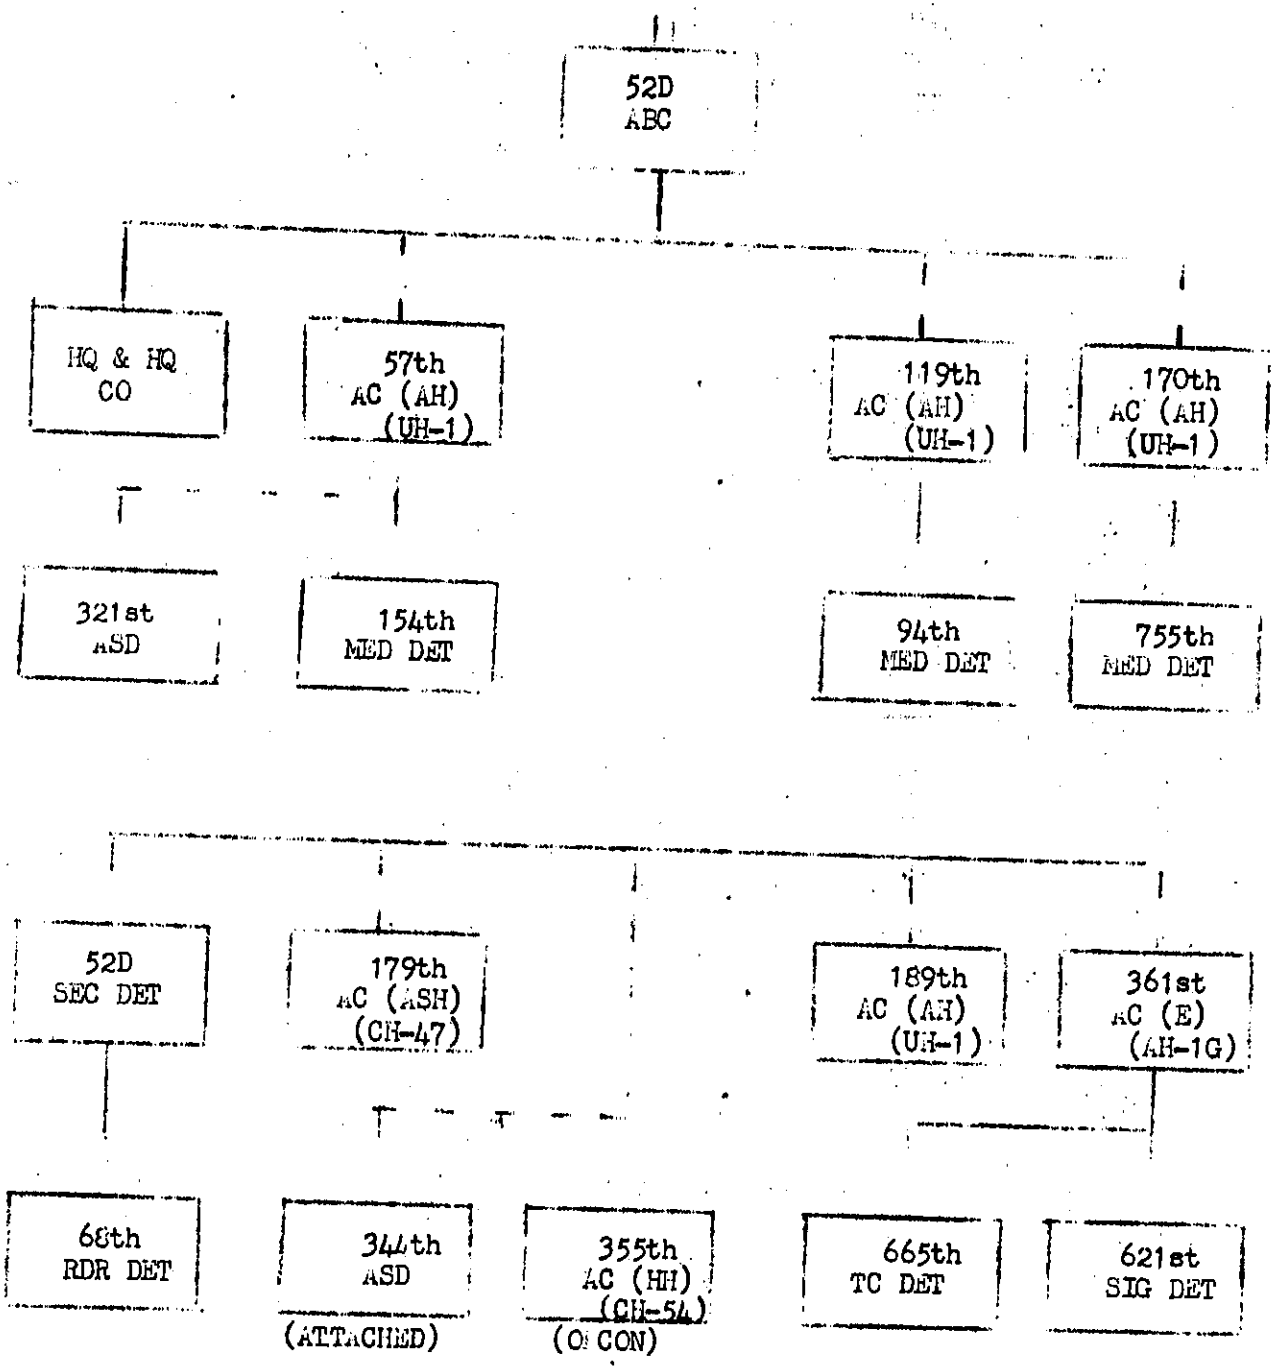 52D
ABC
HQ & HQ
CO
57th
AC (AH)
(UH-1)
119th
AC (AH)
(UH-1)
170th
AC (AH)
(UH-1)
321st
ASD
154th
MED DET
94th
MED DET
755th
MED DET
52D
SEC DET
179th
AC (ASH)
(CH-47)
189th
AC (AH)
(UH-1)
361st
AC (E)
(AH-1G)
68th
RDR DET
344th
ASD
(ATTACHED)
355th
AC (HH)
(CH-54)
665th
TC DET
621st
SIG DET